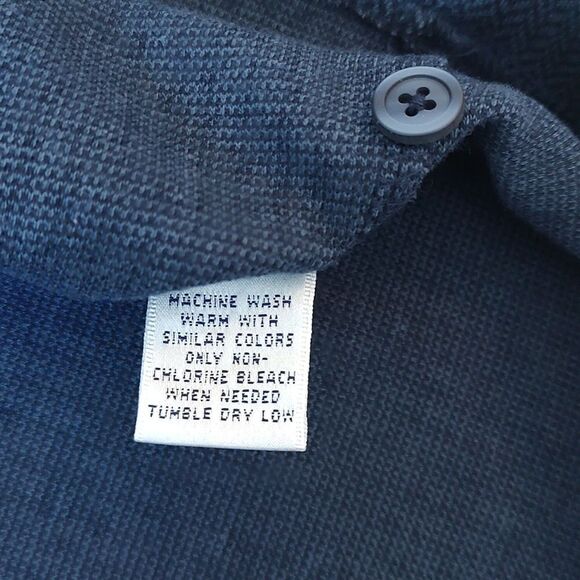 MACHINE WASH
WARM WITH
SIMILAR COLORS
ONLY NON-
CHLORINE BLEACH
WHEN NEEDED
TUMBLE DRY LOW